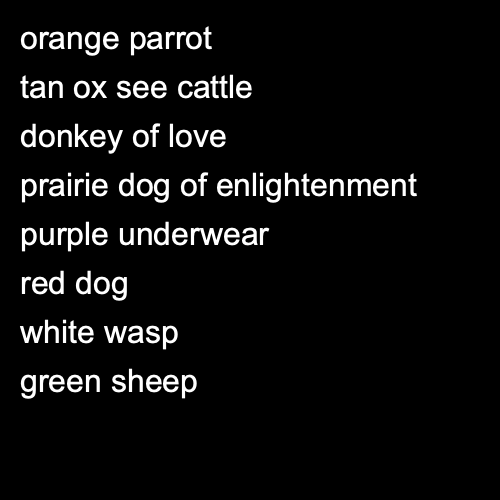 orange parrot
tan ox see cattle
donkey of love
prairie dog of enlightenment
purple underwear
red dog
white wasp
green sheep